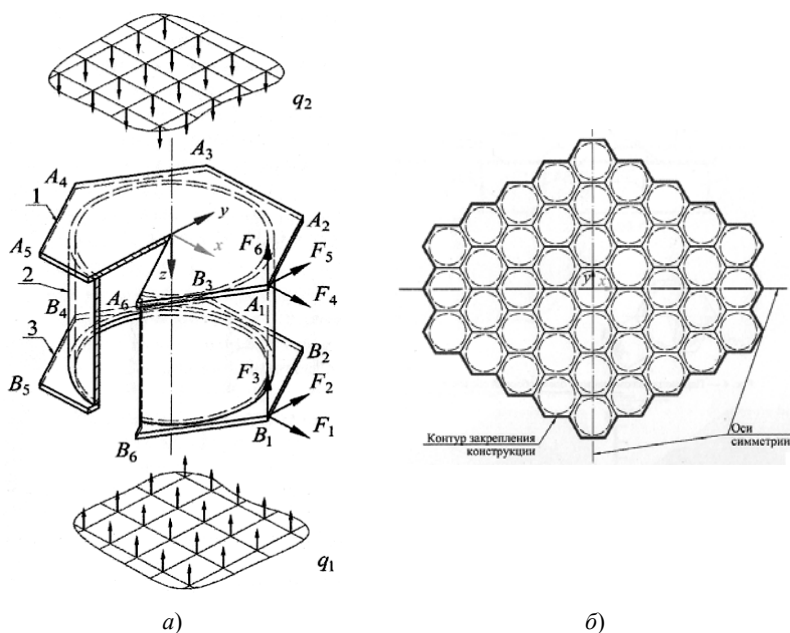 q2
A3
A4
1
A2
y
A5
F6
F5
x
2
z
B3
F4
B4
A6
A1
3
B2
F3
F2
B5
B1
F1
B6
q1
y
x
Контур закрепления
конструкции
Оси
симметрии
а)
б)